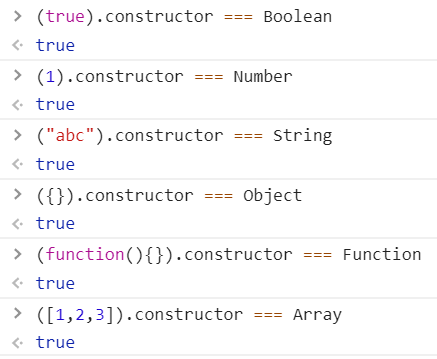 > (true).constructor === Boolean
<· true
> (1).constructor === Number
<· true
> ("abc").constructor === String
<· true
> ({}).constructor === Object
<· true
> (function(){}).constructor === Function
<· true
> ([1,2,3]).constructor === Array
<· true